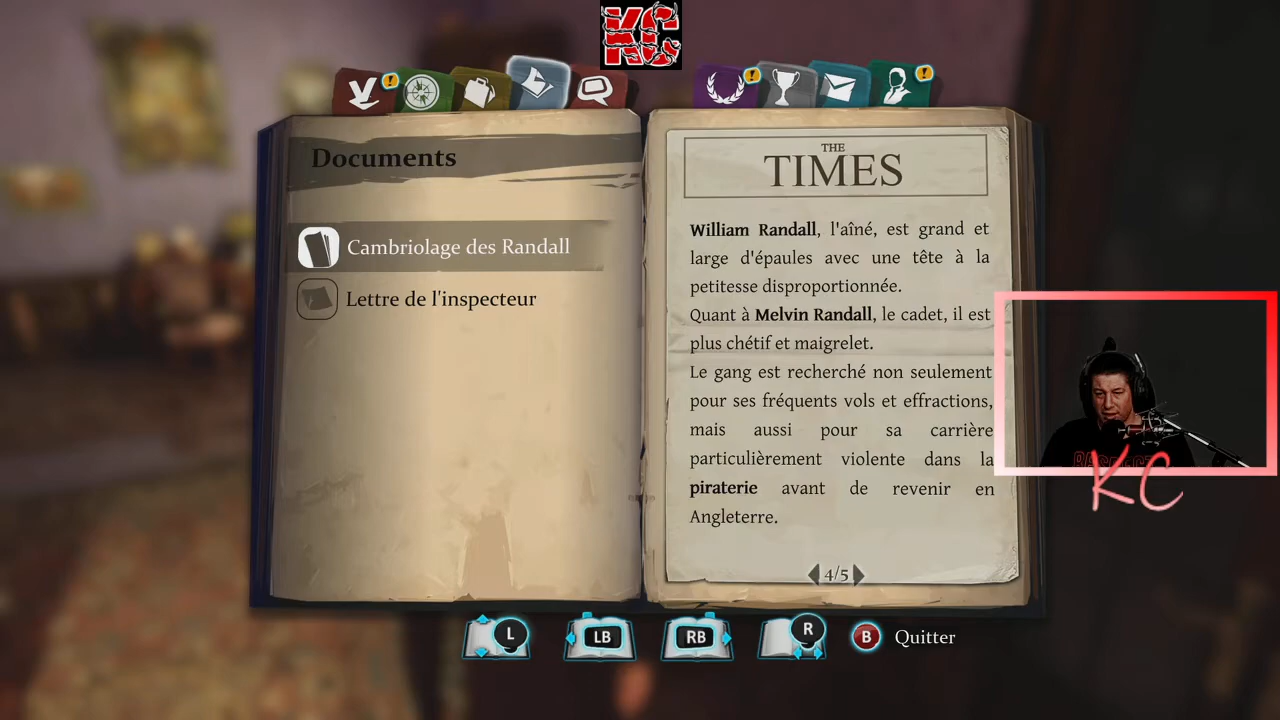 KC
Documents
Cambriolage des Randall
Lettre de l'inspecteur
THE
TIMES
William Randall, l'aîné, est grand et
large d'épaules avec une tête à la
petitesse disproportionnée.
Quant à Melvin Randall, le cadet, il est
plus chétif et maigrelet.
Le gang est recherché non seulement
pour ses fréquents vols et effractions,
mais aussi pour sa carrière
particulièrement violente dans la
piraterie avant de revenir en
Angleterre.
4/5
KC
L
LB
RB
R
B Quitter